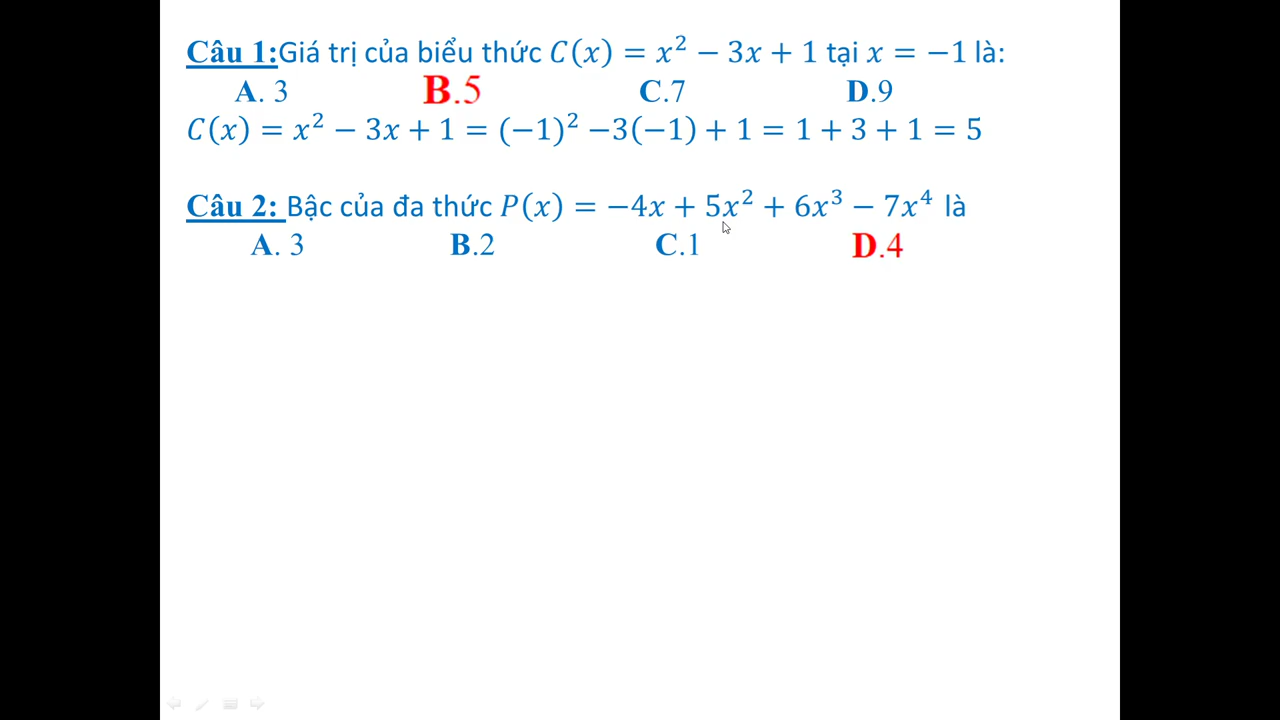 Câu 1:Giá trị của biểu thức C(x) = x² − 3x + 1 tại x = −1 là:
A. 3 B.5 C.7 D.9
C(x) = x² − 3x + 1 = (−1)² −3(−1) + 1 = 1 + 3 + 1 = 5
Câu 2: Bậc của đa thức P(x) = −4x + 5x² + 6x³ − 7x⁴ là
A. 3 B.2 C.1 D.4